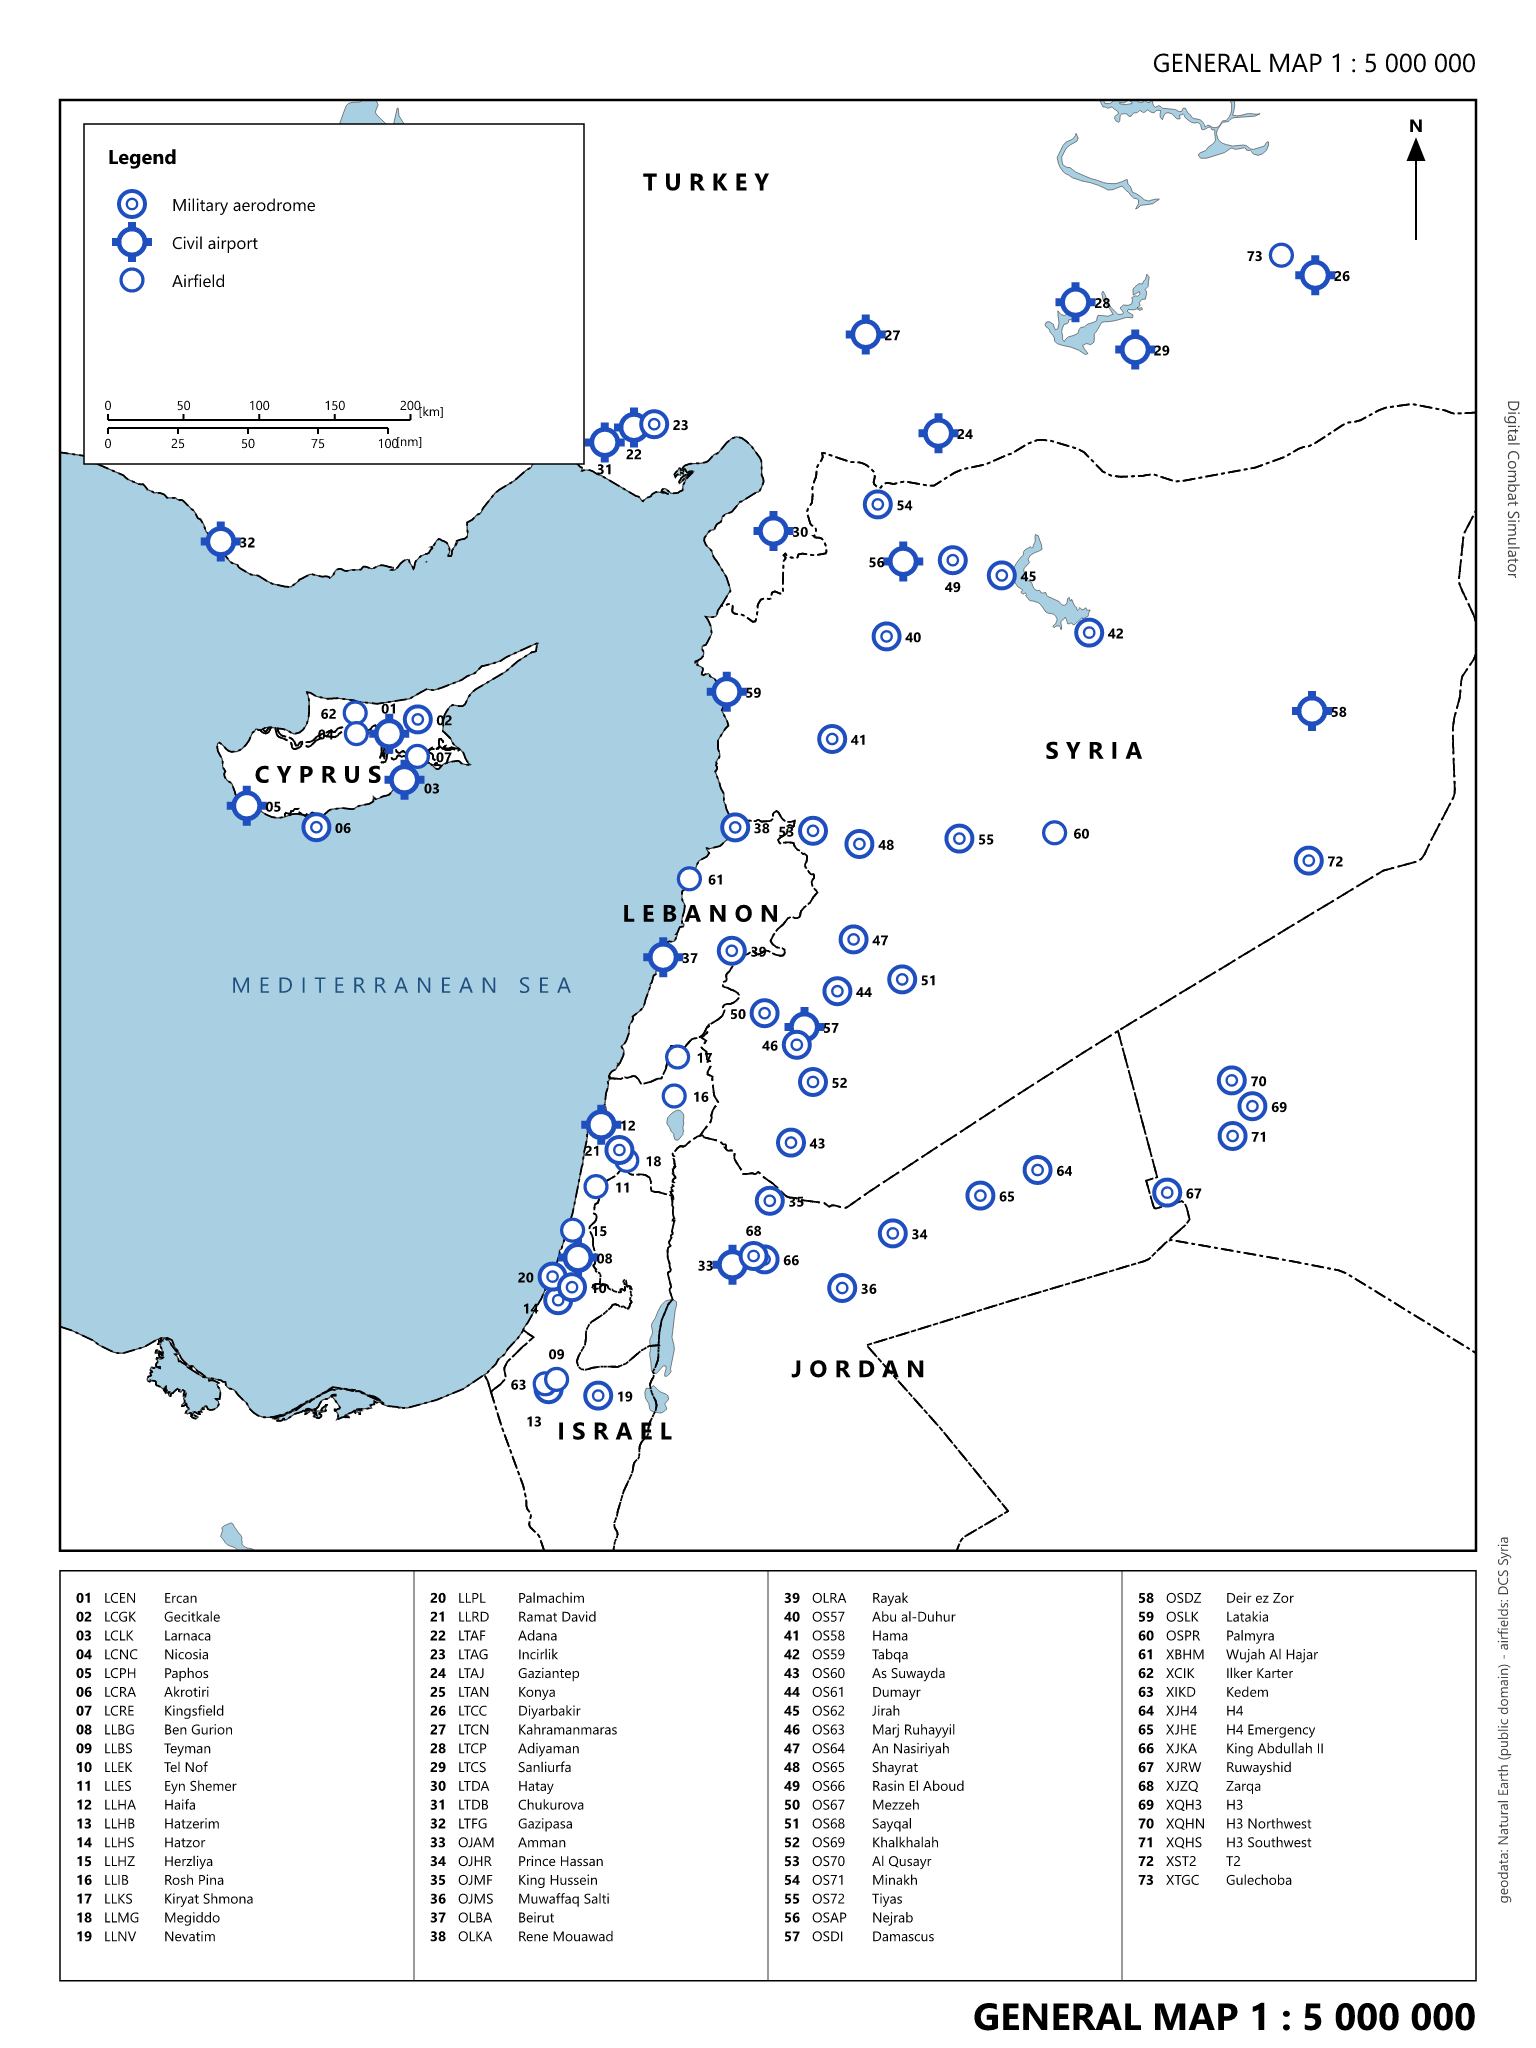 GENERAL MAP 1 : 5 000 000
N
Legend
Military aerodrome
Civil airport
Airfield
0 50 100 150 200 [km]
0 25 50 75 100 [nm]
TURKEY
73
26
28
27
29
23
24
22
31
54
30
32
56
49
45
40
42
59
58
62
01
02
04
41
SYRIA
07
CYPRUS
03
05
06
38
53
48
55
60
72
61
LEBANON
47
39
37
51
MEDITERRANEAN SEA
44
50
57
46
17
52
70
16
69
12
71
43
21
18
64
11
67
65
35
15
68
34
08
33
66
20
10
36
14
09
JORDAN
63
19
13
ISRAEL
Digital Combat Simulator
geodata: Natural Earth (public domain) - airfields: DCS Syria
01 LCEN Ercan
02 LCGK Gecitkale
03 LCLK Larnaca
04 LCNC Nicosia
05 LCPH Paphos
06 LCRA Akrotiri
07 LCRE Kingsfield
08 LLBG Ben Gurion
09 LLBS Teyman
10 LLEK Tel Nof
11 LLES Eyn Shemer
12 LLHA Haifa
13 LLHB Hatzerim
14 LLHS Hatzor
15 LLHZ Herzliya
16 LLIB Rosh Pina
17 LLKS Kiryat Shmona
18 LLMG Megiddo
19 LLNV Nevatim
20 LLPL Palmachim
21 LLRD Ramat David
22 LTAF Adana
23 LTAG Incirlik
24 LTAJ Gaziantep
25 LTAN Konya
26 LTCC Diyarbakir
27 LTCN Kahramanmaras
28 LTCP Adiyaman
29 LTCS Sanliurfa
30 LTDA Hatay
31 LTDB Chukurova
32 LTFG Gazipasa
33 OJAM Amman
34 OJHR Prince Hassan
35 OJMF King Hussein
36 OJMS Muwaffaq Salti
37 OLBA Beirut
38 OLKA Rene Mouawad
39 OLRA Rayak
40 OS57 Abu al-Duhur
41 OS58 Hama
42 OS59 Tabqa
43 OS60 As Suwayda
44 OS61 Dumayr
45 OS62 Jirah
46 OS63 Marj Ruhayyil
47 OS64 An Nasiriyah
48 OS65 Shayrat
49 OS66 Rasin El Aboud
50 OS67 Mezzeh
51 OS68 Sayqal
52 OS69 Khalkhalah
53 OS70 Al Qusayr
54 OS71 Minakh
55 OS72 Tiyas
56 OSAP Nejrab
57 OSDI Damascus
58 OSDZ Deir ez Zor
59 OSLK Latakia
60 OSPR Palmyra
61 XBHM Wujah Al Hajar
62 XCIK Ilker Karter
63 XIKD Kedem
64 XJH4 H4
65 XJHE H4 Emergency
66 XJKA King Abdullah II
67 XJRW Ruwayshid
68 XJZQ Zarqa
69 XQH3 H3
70 XQHN H3 Northwest
71 XQHS H3 Southwest
72 XST2 T2
73 XTGC Gulechoba
GENERAL MAP 1 : 5 000 000